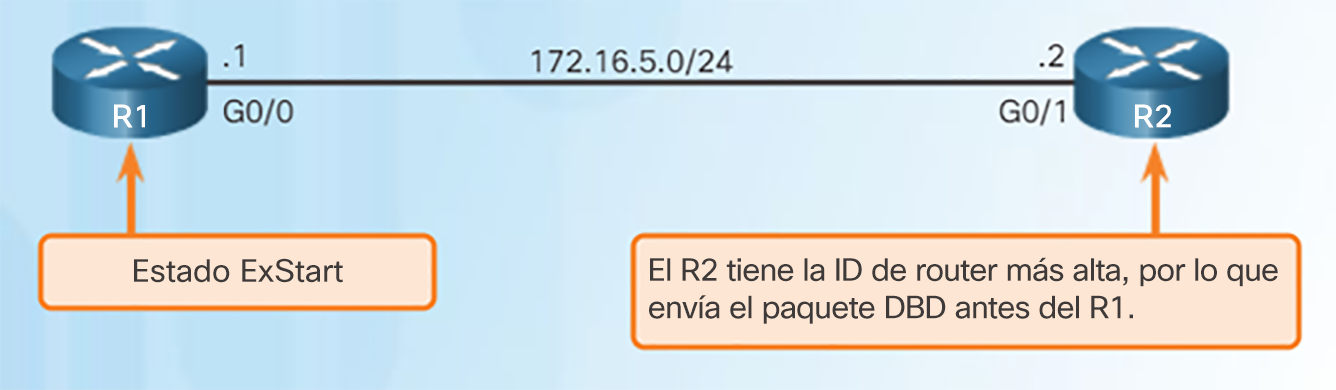 .1
172.16.5.0/24
.2
R1
G0/0
G0/1
R2
Estado ExStart
El R2 tiene la ID de router más alta, por lo que
envía el paquete DBD antes del R1.